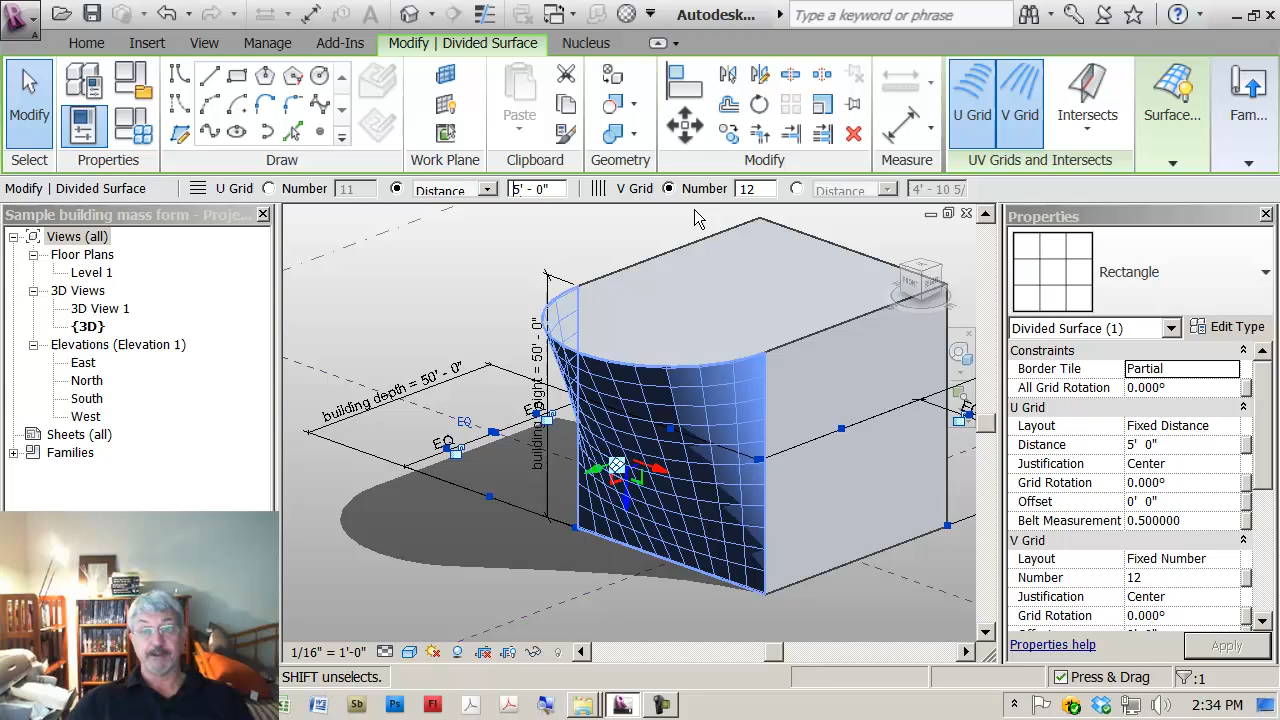 Autodesk...
Type a keyword or phrase
Home
Insert
View
Manage
Add-Ins
Modify | Divided Surface
Nucleus
Modify
Paste
U Grid
V Grid
Intersects
Surface...
Fam...
Select
Properties
Draw
Work Plane
Clipboard
Geometry
Modify
Measure
UV Grids and Intersects
Modify | Divided Surface
U Grid
Number
11
Distance
5' - 0"
V Grid
Number
12
Distance
4' - 10 5/
Sample building mass form - Proje...
Views (all)
Floor Plans
Level 1
3D Views
3D View 1
{3D}
Elevations (Elevation 1)
East
North
South
West
Sheets (all)
Families
building depth = 50' - 0"
EQ
EQ
Properties
Rectangle
Divided Surface (1)
Edit Type
Constraints
Border Tile
Partial
All Grid Rotation
0.000°
U Grid
Layout
Fixed Distance
Distance
5' 0"
Justification
Center
Grid Rotation
0.000°
Offset
0' 0"
Belt Measurement
0.500000
V Grid
Layout
Fixed Number
Number
12
Justification
Center
Grid Rotation
0.000°
Properties help
Apply
1/16" = 1'-0"
SHIFT unselects.
Press & Drag
:1
Sb
Ps
Fl
2:34 PM